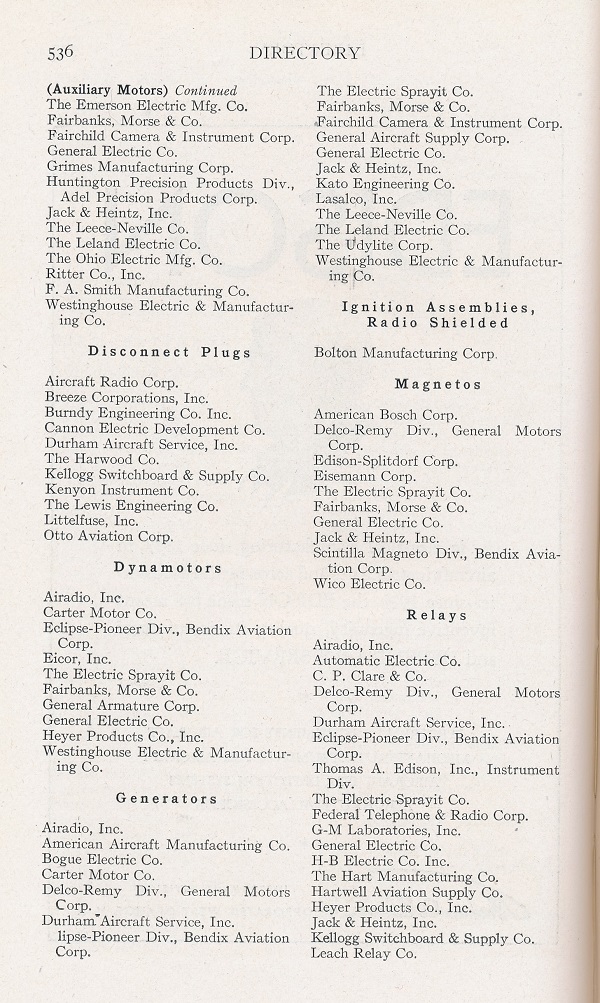 536
DIRECTORY
(Auxiliary Motors) Continued
The Emerson Electric Mfg. Co.
Fairbanks, Morse & Co.
Fairchild Camera & Instrument Corp.
General Electric Co.
Grimes Manufacturing Corp.
Huntington Precision Products Div.,
Adel Precision Products Corp.
Jack & Heintz, Inc.
The Leece-Neville Co.
The Leland Electric Co.
The Ohio Electric Mfg. Co.
Ritter Co., Inc.
F. A. Smith Manufacturing Co.
Westinghouse Electric & Manufactur-
ing Co.
Disconnect Plugs
Aircraft Radio Corp.
Breeze Corporations, Inc.
Burndy Engineering Co. Inc.
Cannon Electric Development Co.
Durham Aircraft Service, Inc.
The Harwood Co.
Kellogg Switchboard & Supply Co.
Kenyon Instrument Co.
The Lewis Engineering Co.
Littelfuse, Inc.
Otto Aviation Corp.
Dynamotors
Airadio, Inc.
Carter Motor Co.
Eclipse-Pioneer Div., Bendix Aviation
Corp.
Eicor, Inc.
The Electric Sprayit Co.
Fairbanks, Morse & Co.
General Armature Corp.
General Electric Co.
Heyer Products Co., Inc.
Westinghouse Electric & Manufactur-
ing Co.
Generators
Airadio, Inc.
American Aircraft Manufacturing Co.
Bogue Electric Co.
Carter Motor Co.
Delco-Remy Div., General Motors
Corp.
Durham Aircraft Service, Inc.
lipse-Pioneer Div., Bendix Aviation
Corp.
The Electric Sprayit Co.
Fairbanks, Morse & Co.
Fairchild Camera & Instrument Corp.
General Aircraft Supply Corp.
General Electric Co.
Jack & Heintz, Inc.
Kato Engineering Co.
Lasalco, Inc.
The Leece-Neville Co.
The Leland Electric Co.
The Udylite Corp.
Westinghouse Electric & Manufactur-
ing Co.
Ignition Assemblies,
Radio Shielded
Bolton Manufacturing Corp.
Magnetos
American Bosch Corp.
Delco-Remy Div., General Motors
Corp.
Edison-Splitdorf Corp.
Eisemann Corp.
The Electric Sprayit Co.
Fairbanks, Morse & Co.
General Electric Co.
Jack & Heintz, Inc.
Scintilla Magneto Div., Bendix Avia-
tion Corp.
Wico Electric Co.
Relays
Airadio, Inc.
Automatic Electric Co.
C. P. Clare & Co.
Delco-Remy Div., General Motors
Corp.
Durham Aircraft Service, Inc.
Eclipse-Pioneer Div., Bendix Aviation
Corp.
Thomas A. Edison, Inc., Instrument
Div.
The Electric Sprayit Co.
Federal Telephone & Radio Corp.
G-M Laboratories, Inc.
General Electric Co.
H-B Electric Co. Inc.
The Hart Manufacturing Co.
Hartwell Aviation Supply Co.
Heyer Products Co., Inc.
Jack & Heintz, Inc.
Kellogg Switchboard & Supply Co.
Leach Relay Co.